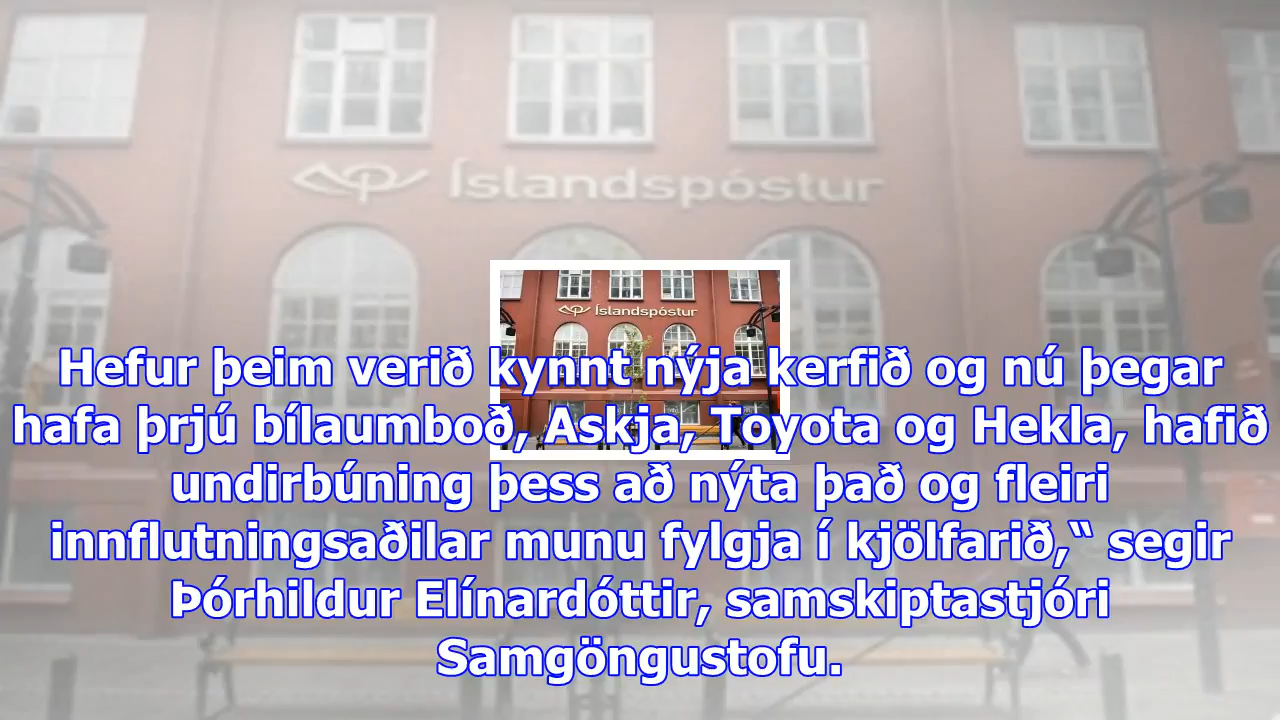 Íslandspóstur
Íslandspóstur
Hefur þeim verið kynnt nýja kerfið og nú þegar
hafa þrjú bílaumboð, Askja, Toyota og Hekla, hafið
undirbúning þess að nýta það og fleiri
innflutningsaðilar munu fylgja í kjölfarið,“ segir
Þórhildur Elínardóttir, samskiptastjóri
Samgöngustofu.